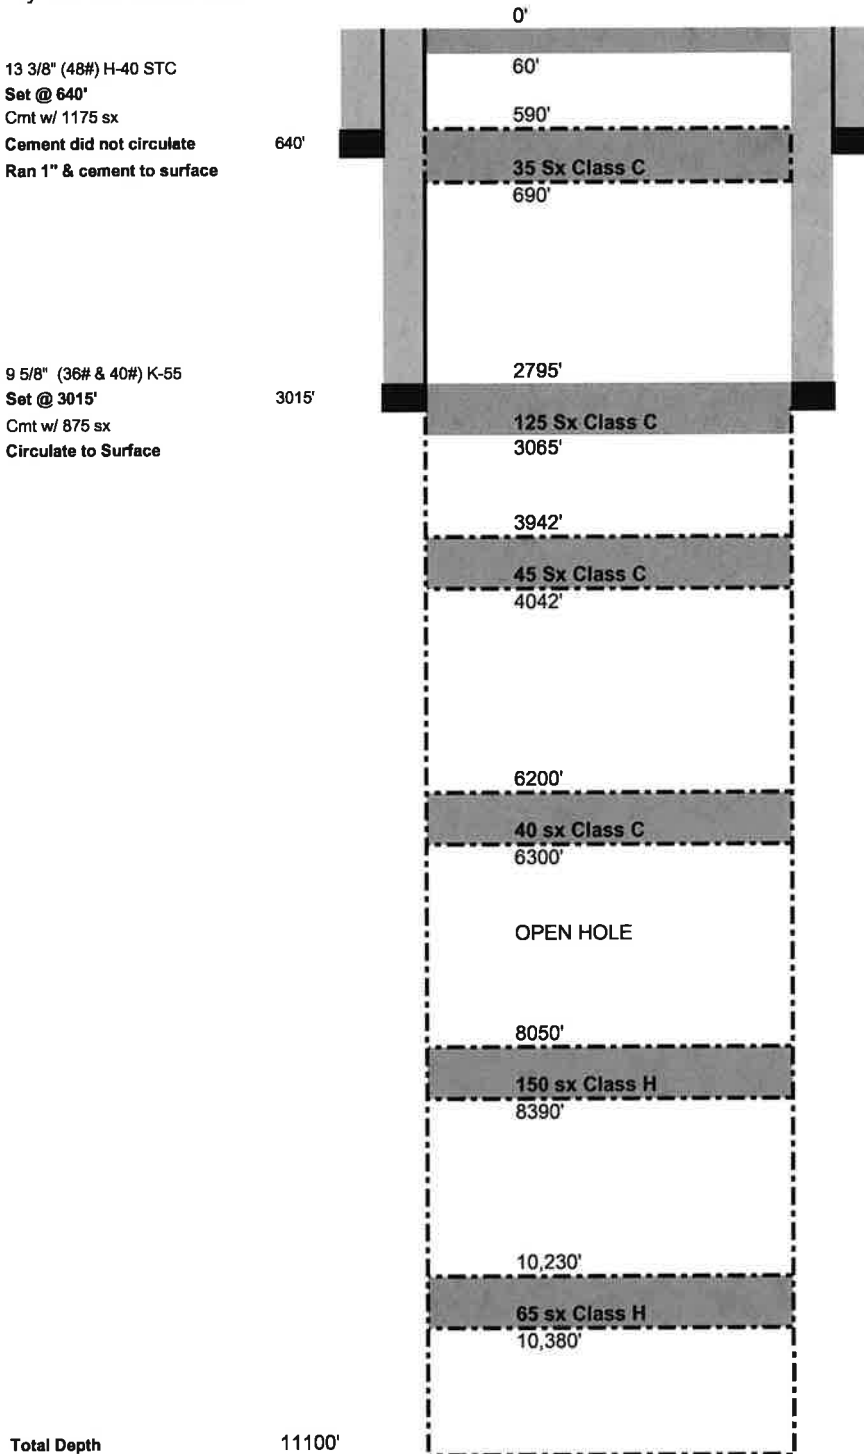 0'
13 3/8" (48#) H-40 STC
Set @ 640'
Cmt w/ 1175 sx
Cement did not circulate 640'
Ran 1" & cement to surface
60'
590'
35 Sx Class C
690'
9 5/8" (36# & 40#) K-55
Set @ 3015' 3015'
Cmt w/ 875 sx
Circulate to Surface
2795'
125 Sx Class C
3065'
3942'
45 Sx Class C
4042'
6200'
40 sx Class C
6300'
OPEN HOLE
8050'
150 sx Class H
8390'
10,230'
65 sx Class H
10,380'
Total Depth 11100'